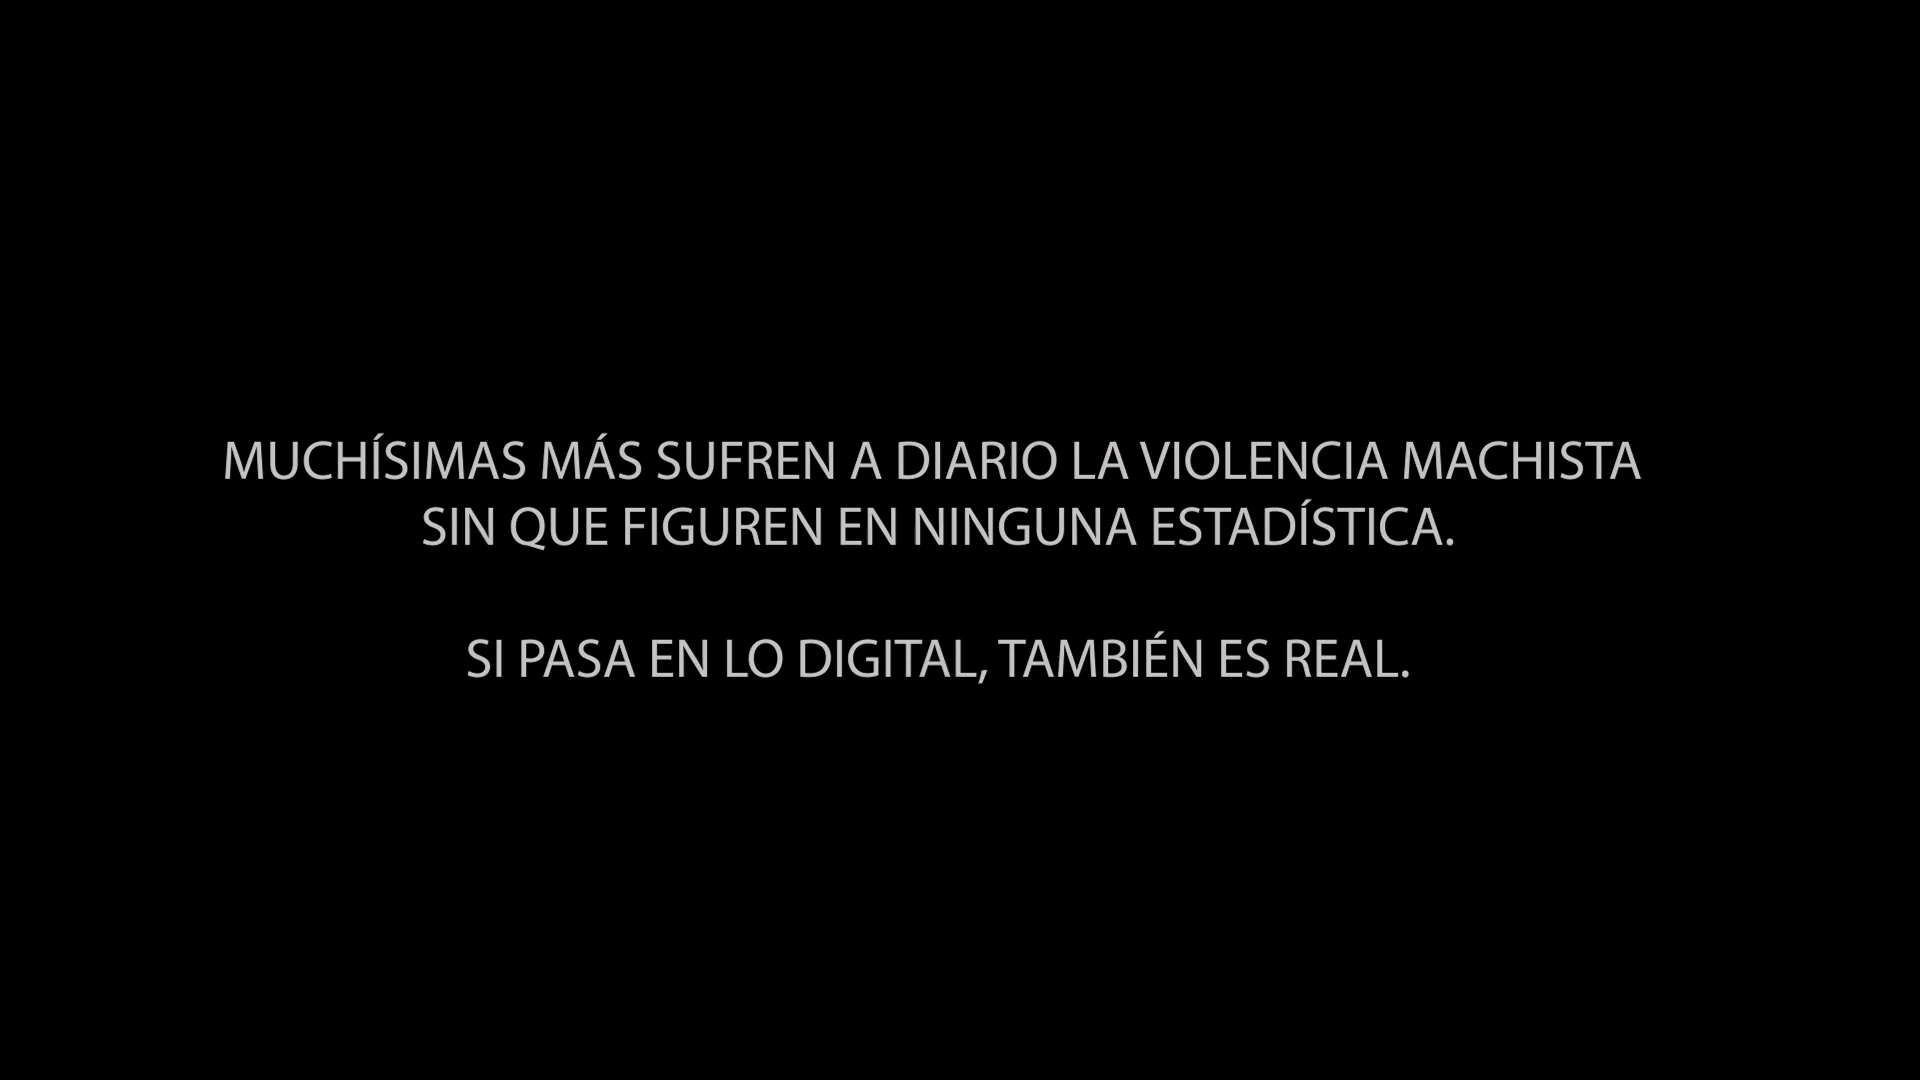 MUCHÍSIMAS MÁS SUFREN A DIARIO LA VIOLENCIA MACHISTA
SIN QUE FIGUREN EN NINGUNA ESTADÍSTICA.
SI PASA EN LO DIGITAL, TAMBIÉN ES REAL.